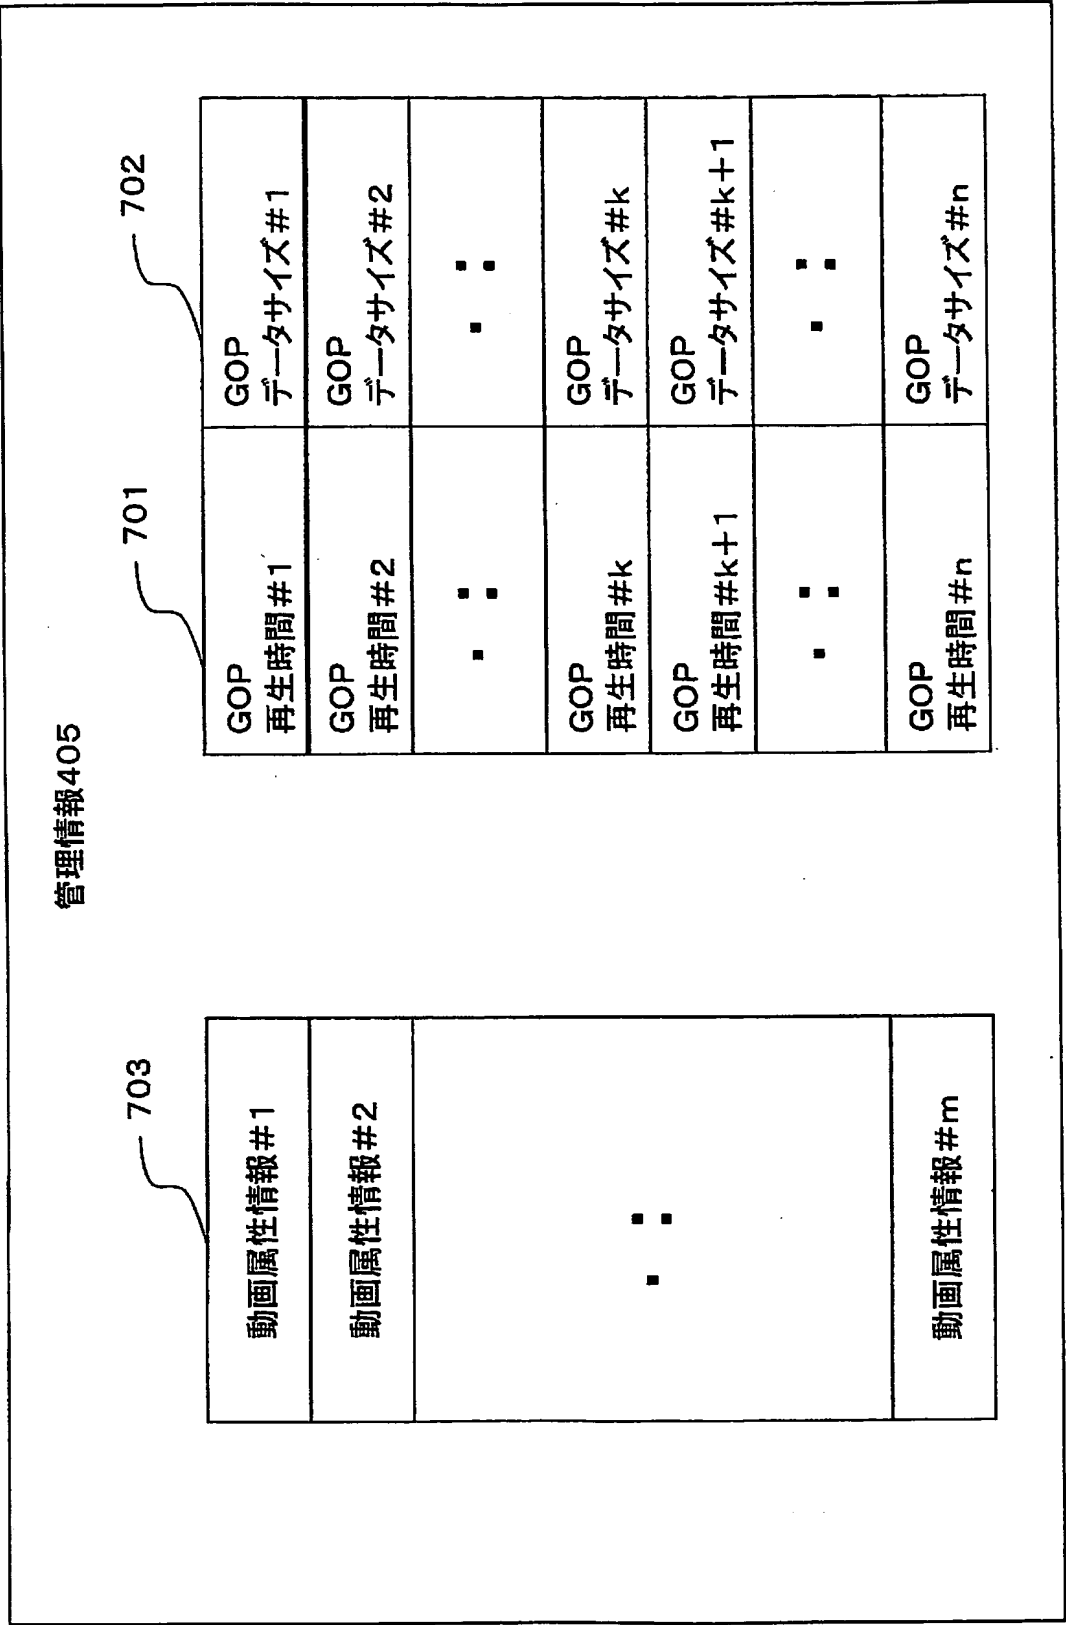 管理情報405
703
動画属性情報#1
動画属性情報#2
動画属性情報#m
701
702
GOP
再生時間#1
GOP
データサイズ#1
GOP
再生時間#2
GOP
データサイズ#2
GOP
再生時間#k
GOP
データサイズ#k
GOP
再生時間#k+1
GOP
データサイズ#k+1
GOP
再生時間#n
GOP
データサイズ#n